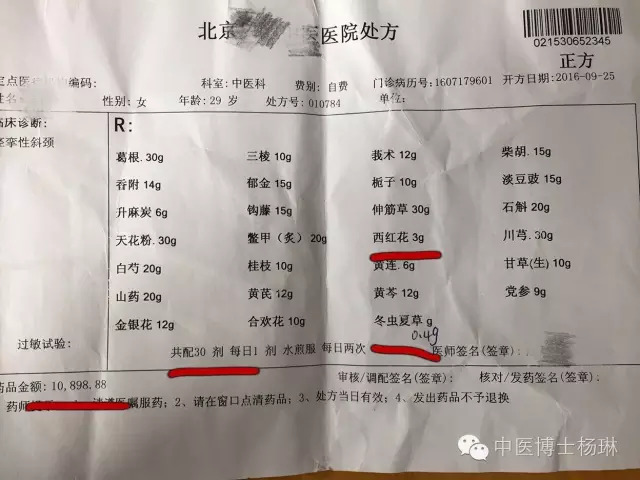 北京 医院处方
021530652345
正方
定点医 编码: 科室:中医科 费别:自费 门诊病历号:1607179601 开方日期:2016-09-25
姓名: 性别:女 年龄:29 岁 处方号:010784 单位:
临床诊断: R:
痉挛性斜颈
葛根.30g 三棱 10g 莪术 12g 柴胡.15g
香附 14g 郁金 15g 栀子 10g 淡豆豉 15g
升麻炭 6g 钩藤 15g 伸筋草 30g 石斛 20g
天花粉.30g 鳖甲（炙）20g 西红花 3g 川芎.30g
白芍 20g 桂枝 10g 黄连.6g 甘草(生) 10g
山药 20g 黄芪 12g 黄芩 12g 党参 9g
金银花 12g 合欢花 10g 冬虫夏草 g
0.4g
过敏试验: 共配30 剂 每日1 剂 水煎服 每日两次 医师签名(签章):
药品金额: 10,898.88 审核/调配签名(签章): 核对/发药签名(签章):
药师 医嘱服药; 2、请在窗口点清药品; 3、处方当日有效; 4、发出药品不予退换
中医博士杨琳